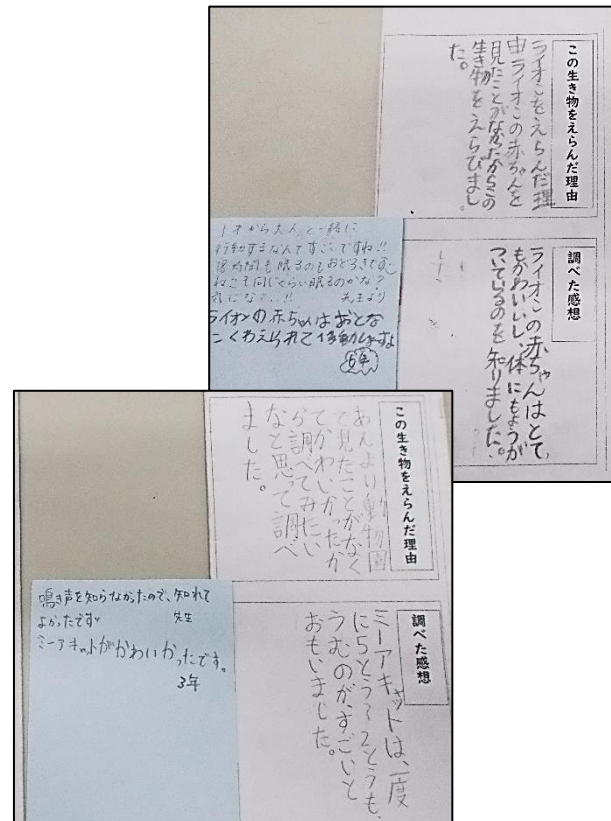 この生き物をえらんだ理由
ライオンをえらんだ理
由ライオンの赤ちゃんを
見たことがなかったからこの
生き物をえらびまし
た。
調べた感想
ライオンの赤ちゃんはとて、
もかわいいし、体にもようが
ついているのを知りました。
1才から大人と一緒に
行動するなんてすごいですね!!
時間も眠るのもおどろきです
ねこも同じくらい眠るのかな?
気になる!!
先生より
ライオンの赤ちゃんはおとな
にくわえられて移動しますよ
この生き物をえらんだ理由
あんまり動物園
で見たことがなく
てかわいかったか
ら調べてみたい
なと思って調べ
ました。
調べた感想
ミーアキャットは、一度
に5とう
うむのが、すごいと
おもいました。
鳴き声を知らなかったので、知れて
よかったです
先生
ミーアキャットがかわいかったです。
3年